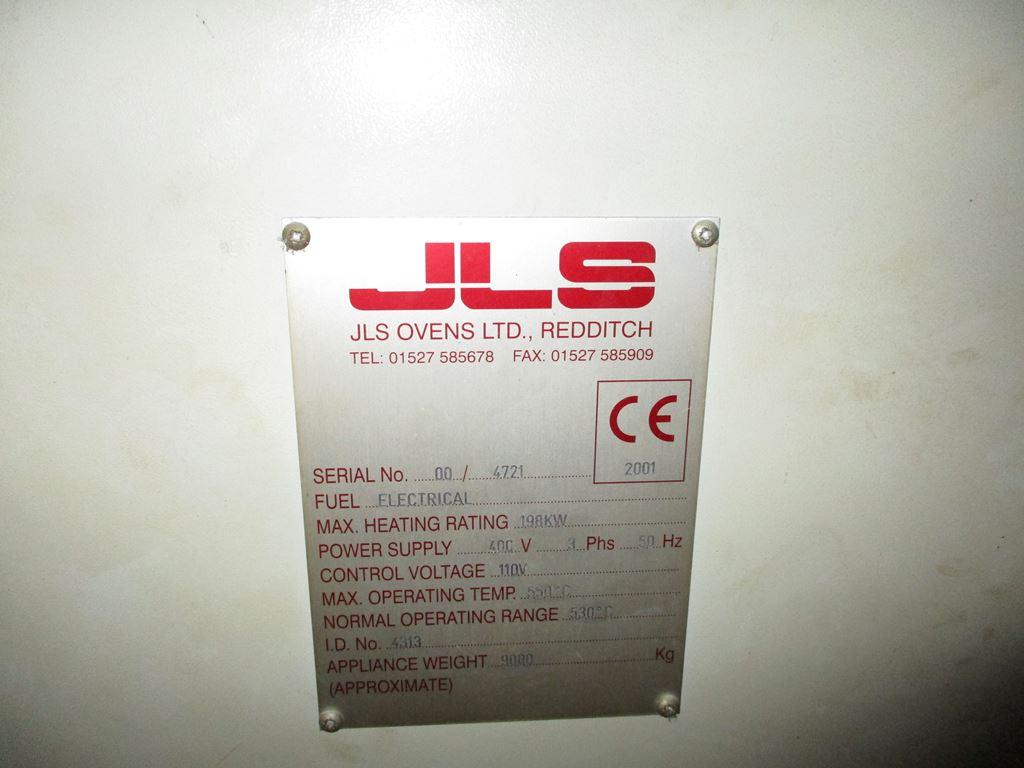 JLS
JLS OVENS LTD., REDDITCH
TEL: 01527 585678 FAX: 01527 585909
CE
2001
SERIAL No. 00 / 4721
FUEL ELECTRICAL
MAX. HEATING RATING 198KW
POWER SUPPLY 400 V 3 Phs 50 Hz
CONTROL VOLTAGE 110V
MAX. OPERATING TEMP. 550°C
NORMAL OPERATING RANGE 530°C
I.D. No. 4313
APPLIANCE WEIGHT 9000 Kg
(APPROXIMATE)